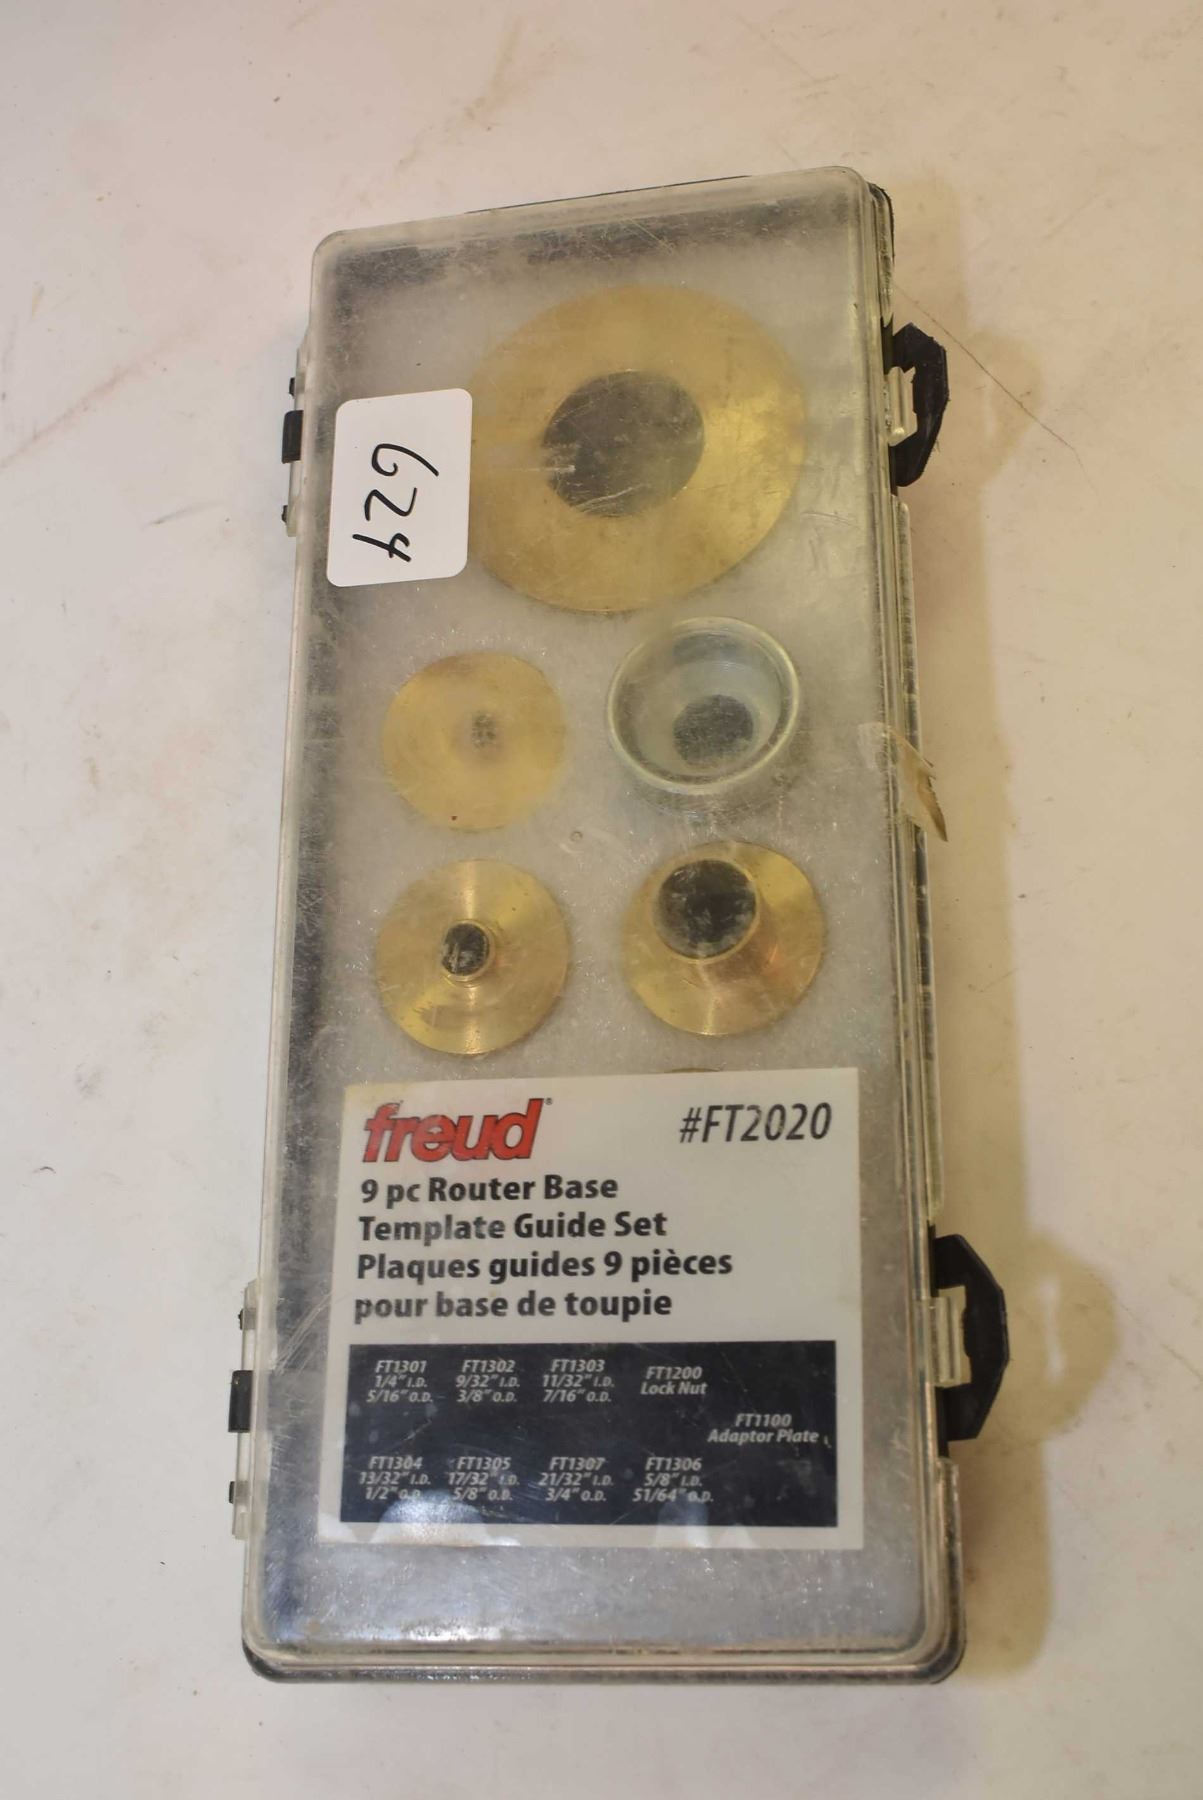 624
freud®
#FT2020
9 pc Router Base
Template Guide Set
Plaques guides 9 pièces
pour base de toupie
FT1301 FT1302 FT1303 FT1200
1/4" I.D. 9/32" I.D. 11/32" I.D. Lock Nut
5/16" O.D. 3/8" O.D. 7/16" O.D.
FT1100
Adaptor Plate
FT1304 FT1305 FT1307 FT1306
13/32" I.D. 17/32" I.D. 21/32" I.D. 5/8" I.D.
1/2" O.D. 5/8" O.D. 3/4" O.D. 51/64" O.D.